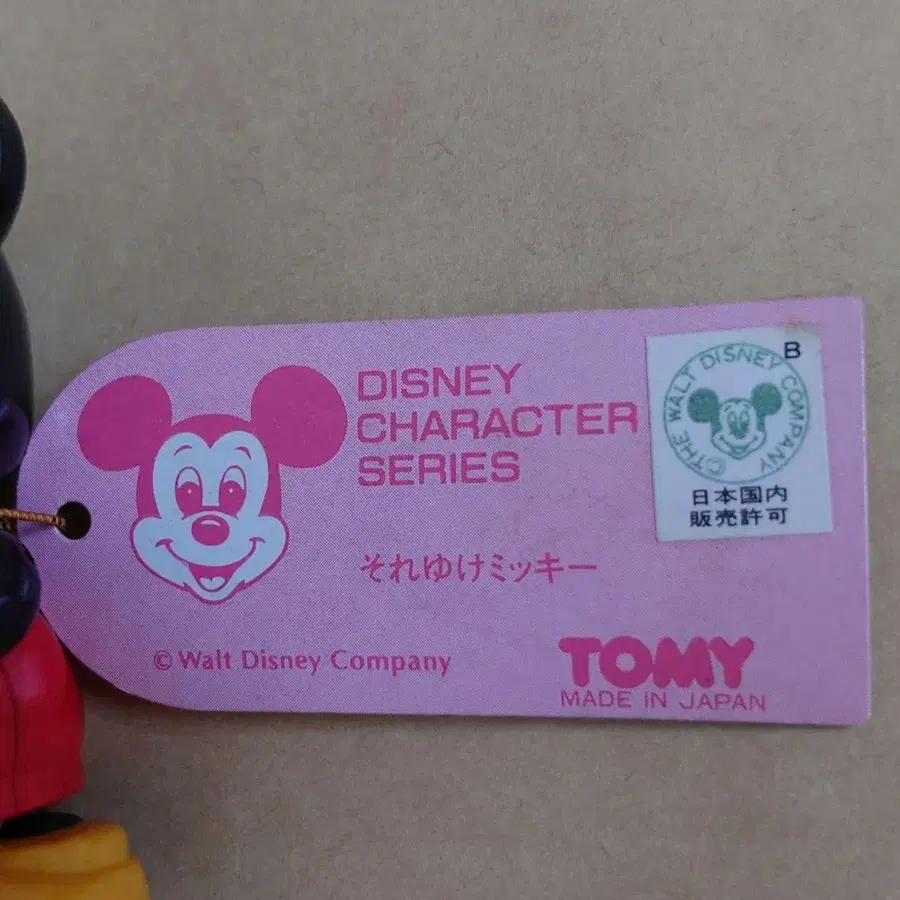 DISNEY
CHARACTER
SERIES
それゆけミッキー
© Walt Disney Company
TOMY
MADE IN JAPAN
B
© THE WALT DISNEY COMPANY
日本国内
販売許可